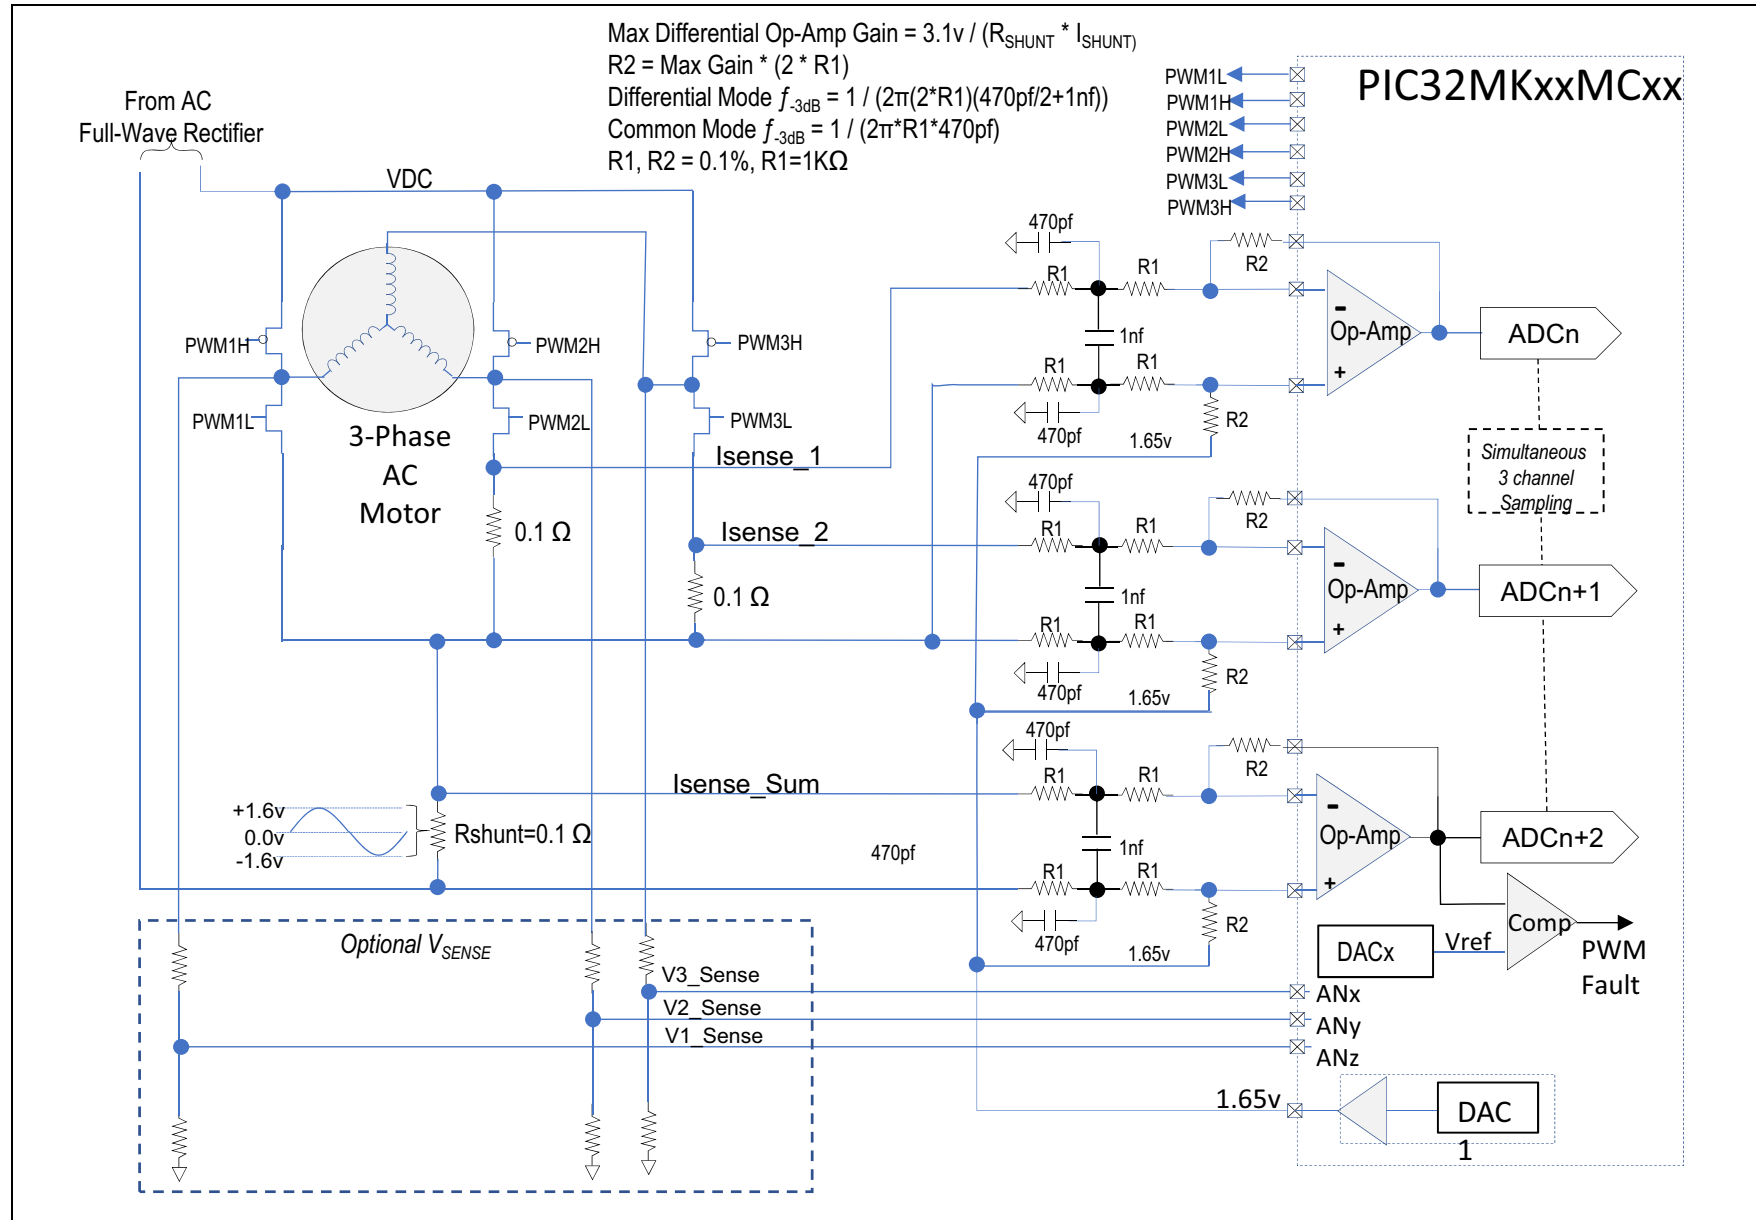 Max Differential Op-Amp Gain = 3.1v / (RSHUNT * ISHUNT)
R2 = Max Gain * (2 * R1)
Differential Mode ƒ-3dB = 1 / (2π(2*R1)(470pf/2+1nf))
Common Mode ƒ-3dB = 1 / (2π*R1*470pf)
R1, R2 = 0.1%, R1=1KΩ
From AC
Full-Wave Rectifier
VDC
PIC32MKxxMCxx
PWM1L
PWM1H
PWM2L
PWM2H
PWM3L
PWM3H
PWM1H
PWM2H
PWM3H
PWM1L
PWM2L
PWM3L
3-Phase
AC
Motor
Isense_1
0.1 Ω
Isense_2
0.1 Ω
Isense_Sum
+1.6v
0.0v
-1.6v
Rshunt=0.1 Ω
470pf
470pf
R1
R1
R2
1nf
R1
R1
470pf
R2
1.65v
-
Op-Amp
+
ADCn
Simultaneous
3 channel
Sampling
470pf
R1
R1
R2
1nf
R1
R1
470pf
R2
1.65v
-
Op-Amp
+
ADCn+1
470pf
R1
R1
R2
1nf
R1
R1
470pf
R2
1.65v
-
Op-Amp
+
ADCn+2
Comp
DACx
Vref
PWM
Fault
Optional VSENSE
V3_Sense
V2_Sense
V1_Sense
ANx
ANy
ANz
1.65v
DAC
1